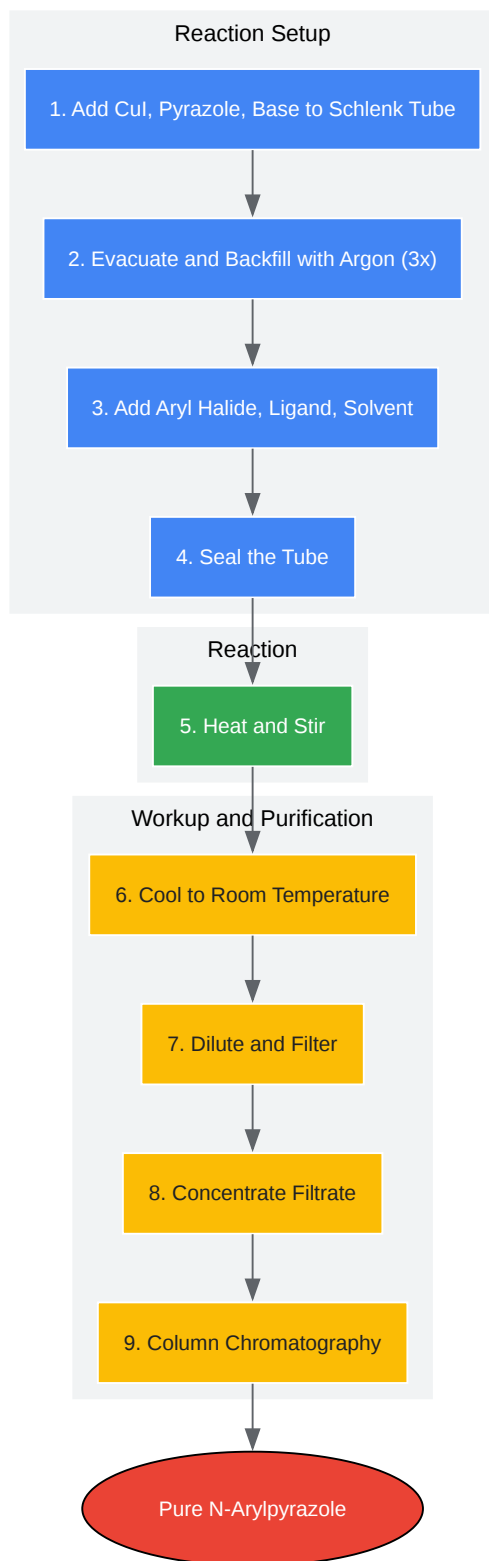 Reaction Setup
1. Add CuI, Pyrazole, Base to Schlenk Tube
2. Evacuate and Backfill with Argon (3x)
3. Add Aryl Halide, Ligand, Solvent
4. Seal the Tube
Reaction
5. Heat and Stir
Workup and Purification
6. Cool to Room Temperature
7. Dilute and Filter
8. Concentrate Filtrate
9. Column Chromatography
Pure N-Arylpyrazole